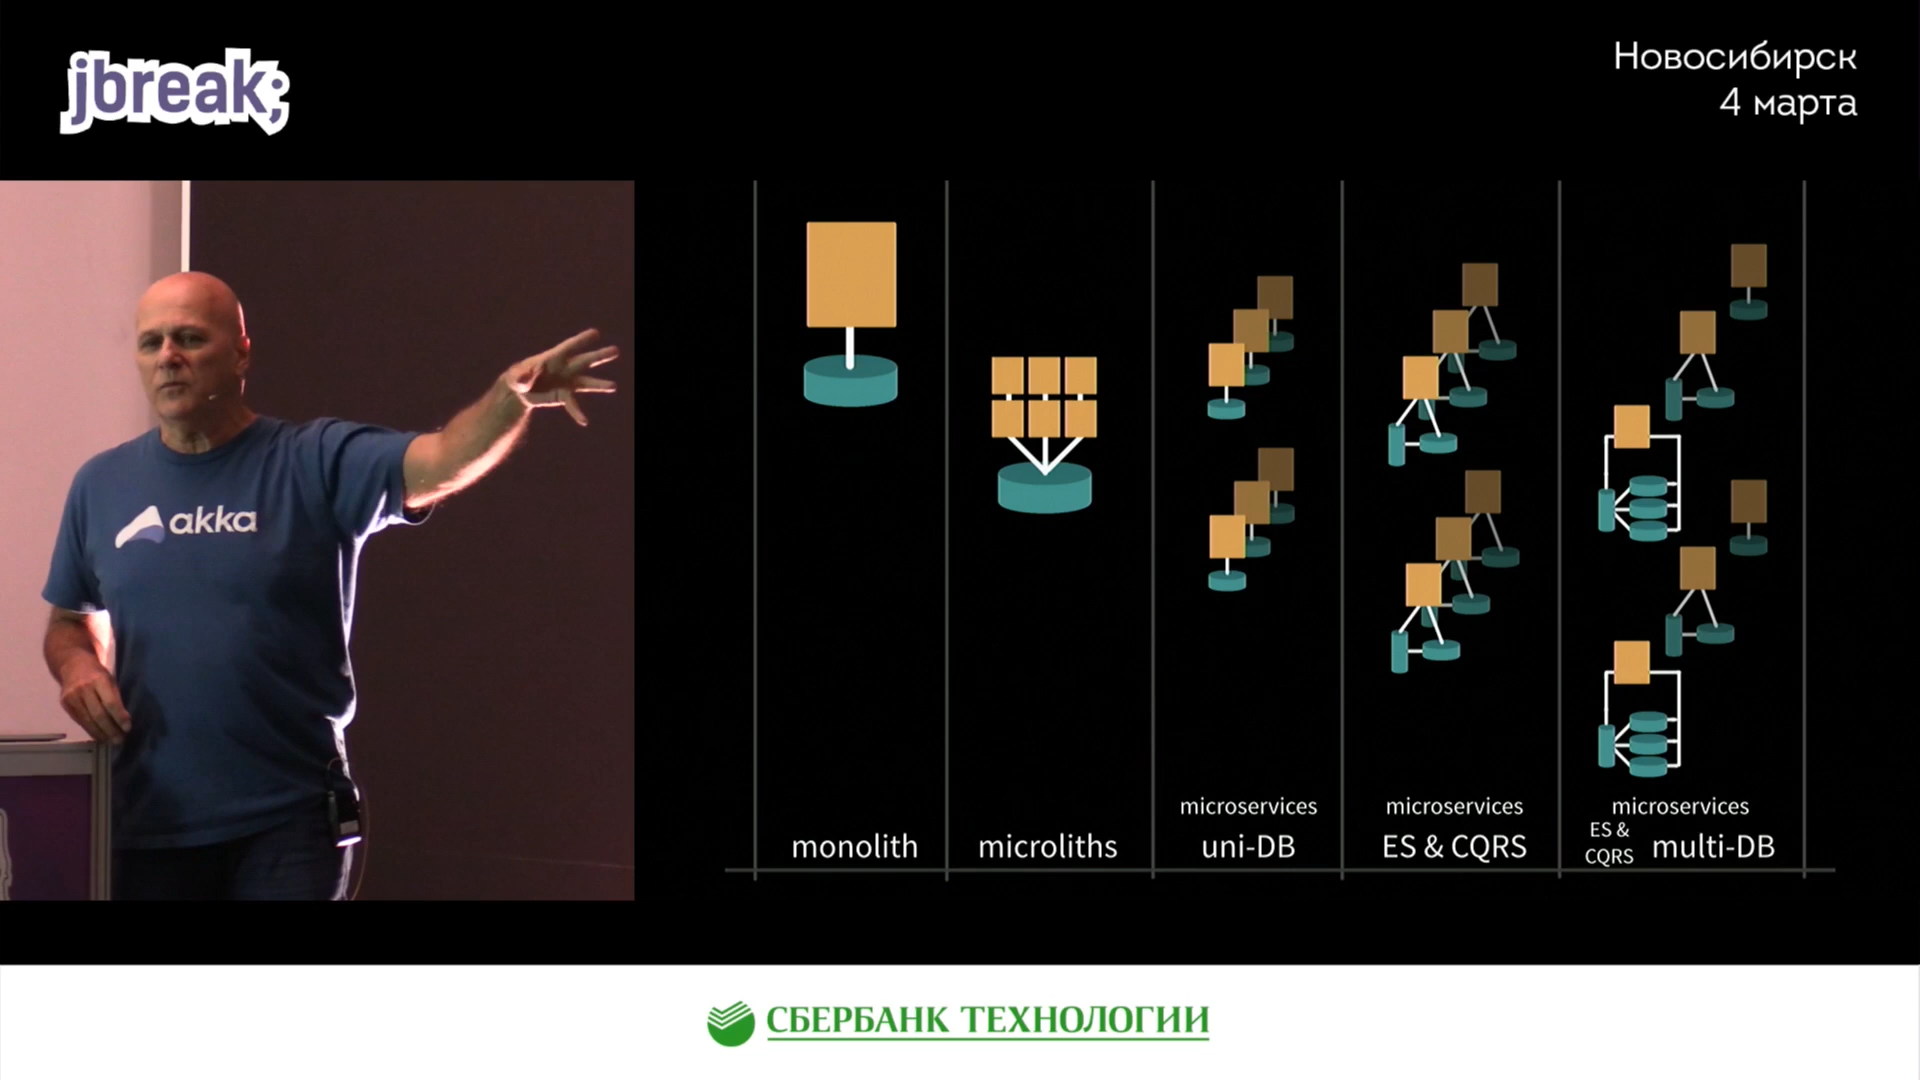 jbreak;
Новосибирск
4 марта
akka
monolith
microliths
microservices
uni-DB
microservices
ES & CQRS
microservices
ES &
CQRS
multi-DB
СБЕРБАНК ТЕХНОЛОГИИ